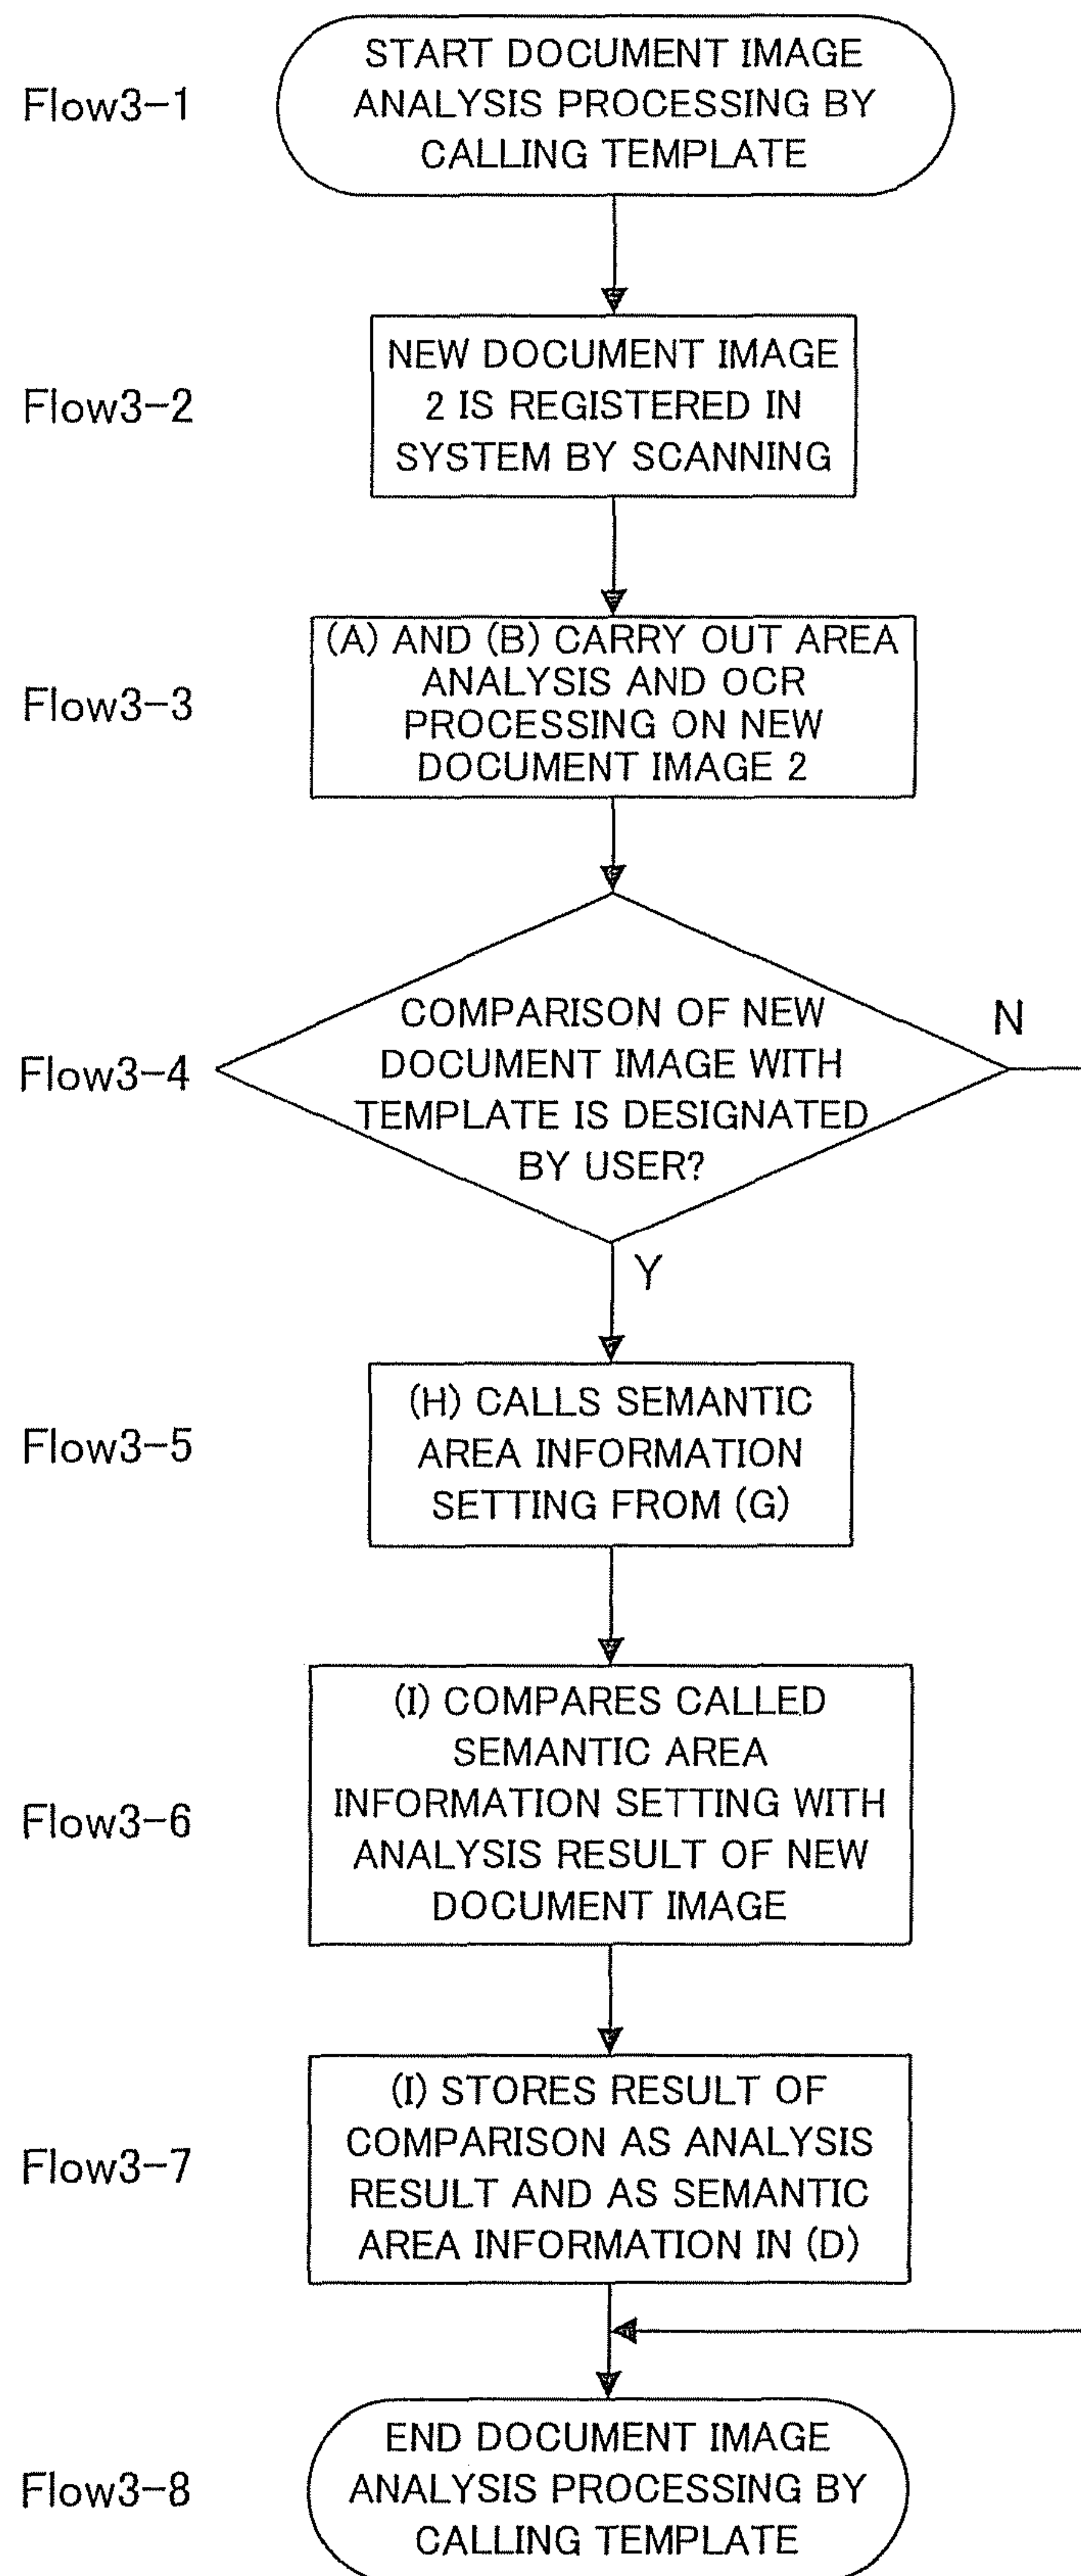 Flow3-1
START DOCUMENT IMAGE
ANALYSIS PROCESSING BY
CALLING TEMPLATE
Flow3-2
NEW DOCUMENT IMAGE
2 IS REGISTERED IN
SYSTEM BY SCANNING
Flow3-3
(A) AND (B) CARRY OUT AREA
ANALYSIS AND OCR
PROCESSING ON NEW
DOCUMENT IMAGE 2
Flow3-4
COMPARISON OF NEW
DOCUMENT IMAGE WITH
TEMPLATE IS DESIGNATED
BY USER?
N
Y
Flow3-5
(H) CALLS SEMANTIC
AREA INFORMATION
SETTING FROM (G)
Flow3-6
(I) COMPARES CALLED
SEMANTIC AREA
INFORMATION SETTING WITH
ANALYSIS RESULT OF NEW
DOCUMENT IMAGE
Flow3-7
(I) STORES RESULT OF
COMPARISON AS ANALYSIS
RESULT AND AS SEMANTIC
AREA INFORMATION IN (D)
Flow3-8
END DOCUMENT IMAGE
ANALYSIS PROCESSING BY
CALLING TEMPLATE